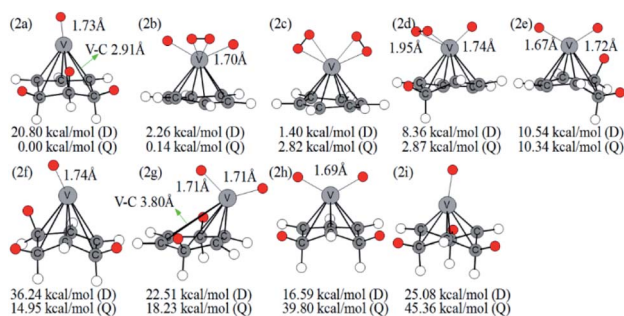 (2a) (2b) (2c) (2d) (2e)
1.73Å
V-C 2.91Å
V
1.70Å
V
V
1.95Å
V
1.74Å
1.67Å
V
1.72Å
C C C C C C
20.80 kcal/mol (D) 2.26 kcal/mol (D) 1.40 kcal/mol (D) 8.36 kcal/mol (D) 10.54 kcal/mol (D)
0.00 kcal/mol (Q) 0.14 kcal/mol (Q) 2.82 kcal/mol (Q) 2.87 kcal/mol (Q) 10.34 kcal/mol (Q)
(2f) (2g) (2h) (2i)
1.74Å
V
1.71Å
1.71Å
V
V-C 3.80Å
1.69Å
V
V
36.24 kcal/mol (D) 22.51 kcal/mol (D) 16.59 kcal/mol (D) 25.08 kcal/mol (D)
14.95 kcal/mol (Q) 18.23 kcal/mol (Q) 39.80 kcal/mol (Q) 45.36 kcal/mol (Q)